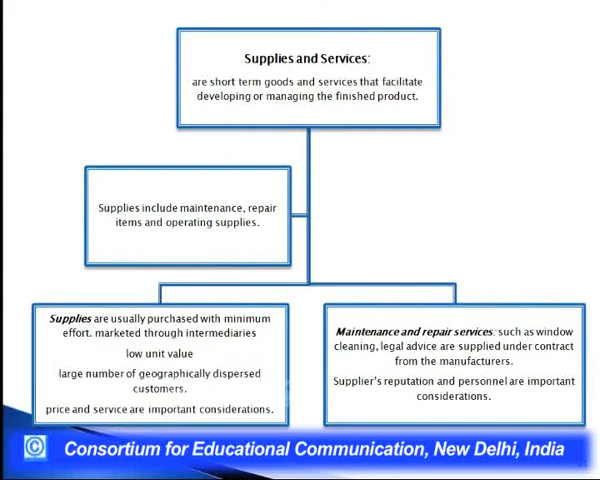 Supplies and Services:
are short term goods and services that facilitate
developing or managing the finished product.
Supplies include maintenance, repair
items and operating supplies.
Supplies are usually purchased with minimum
effort. marketed through intermediaries
low unit value
large number of geographically dispersed
customers.
price and service are important considerations.
Maintenance and repair services: such as window
cleaning, legal advice are supplied under contract
from the manufacturers.
Supplier's reputation and personnel are important
considerations.
© Consortium for Educational Communication, New Delhi, India